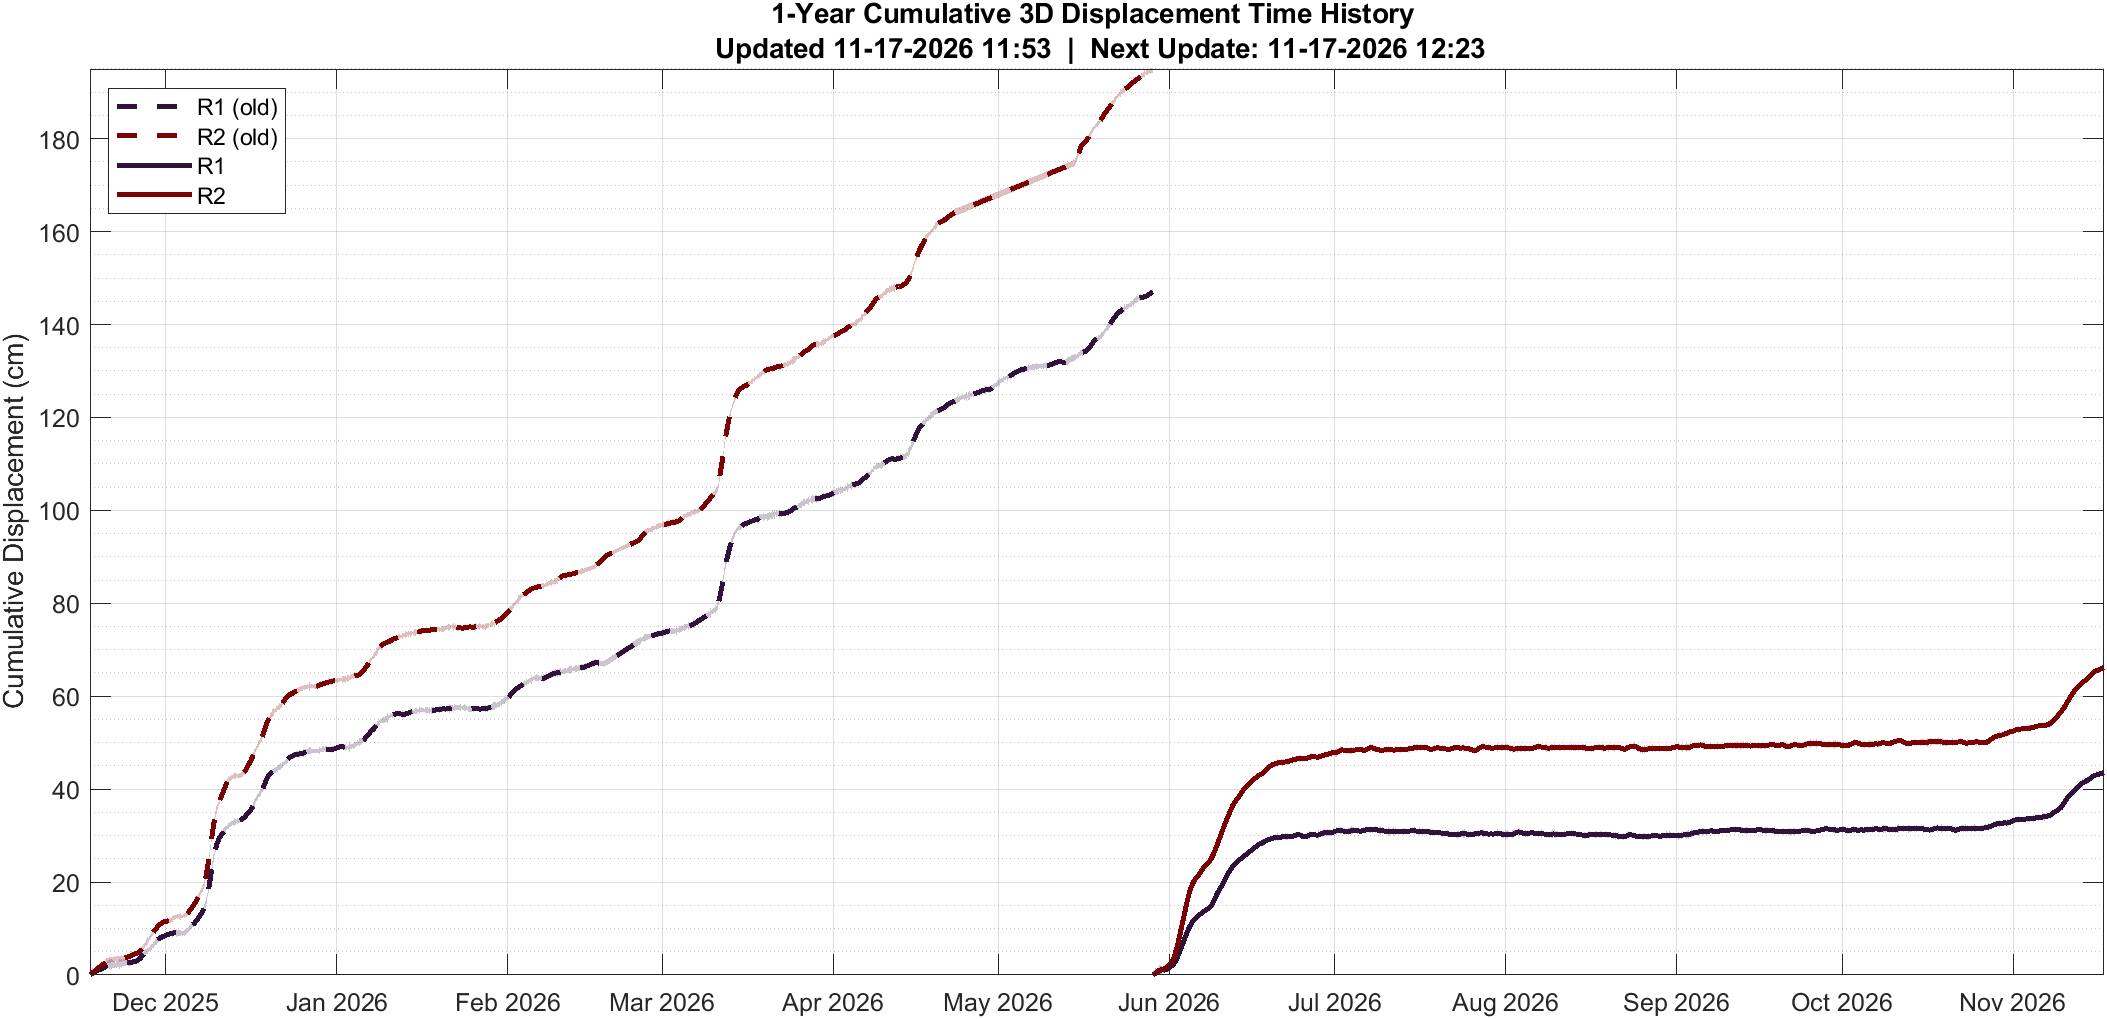 1-Year Cumulative 3D Displacement Time History
Updated 11-17-2026 11:53 | Next Update: 11-17-2026 12:23
R1 (old)
R2 (old)
R1
R2
Cumulative Displacement (cm)
180
160
140
120
100
80
60
40
20
0
Dec 2025
Jan 2026
Feb 2026
Mar 2026
Apr 2026
May 2026
Jun 2026
Jul 2026
Aug 2026
Sep 2026
Oct 2026
Nov 2026